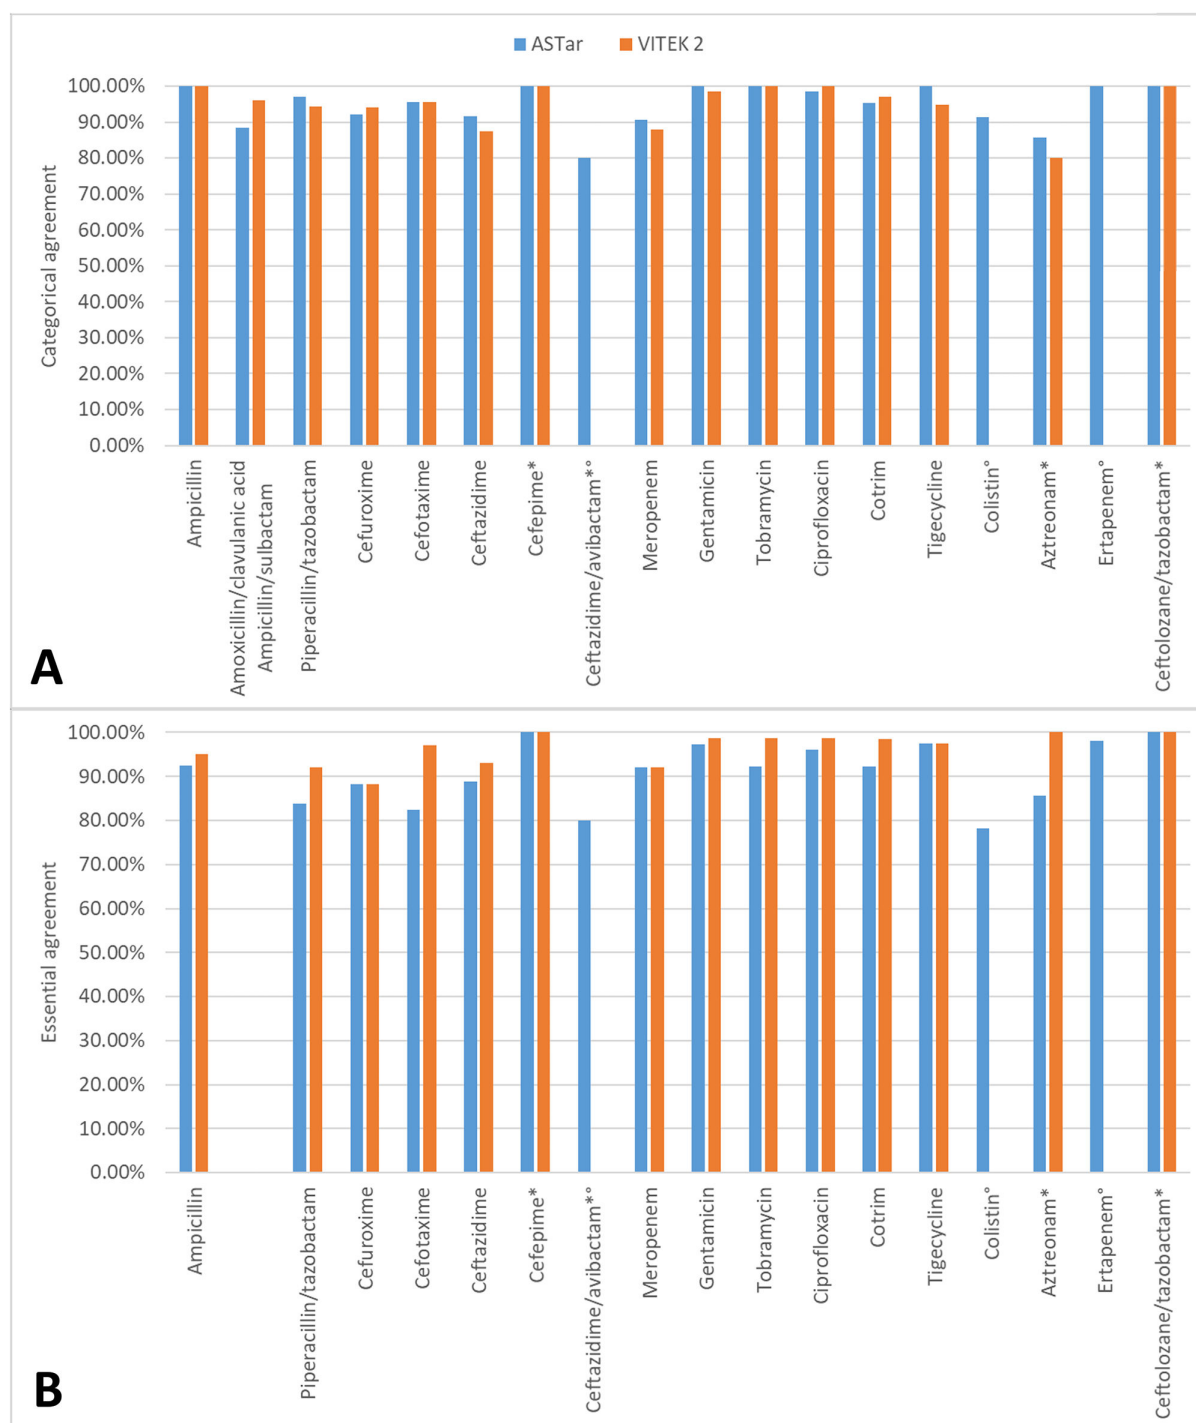 ASTar VITEK 2
Categorical agreement
100.00%
90.00%
80.00%
70.00%
60.00%
50.00%
40.00%
30.00%
20.00%
10.00%
0.00%
Ampicillin
Amoxicillin/clavulanic acid
Ampicillin/sulbactam
Piperacillin/tazobactam
Cefuroxime
Cefotaxime
Ceftazidime
Cefepime*
Ceftazidime/avibactam*°
Meropenem
Gentamicin
Tobramycin
Ciprofloxacin
Cotrim
Tigecycline
Colistin°
Aztreonam*
Ertapenem°
Ceftolozane/tazobactam*
A
Essential agreement
100.00%
90.00%
80.00%
70.00%
60.00%
50.00%
40.00%
30.00%
20.00%
10.00%
0.00%
Ampicillin
Piperacillin/tazobactam
Cefuroxime
Cefotaxime
Ceftazidime
Cefepime*
Ceftazidime/avibactam*°
Meropenem
Gentamicin
Tobramycin
Ciprofloxacin
Cotrim
Tigecycline
Colistin°
Aztreonam*
Ertapenem°
Ceftolozane/tazobactam*
B